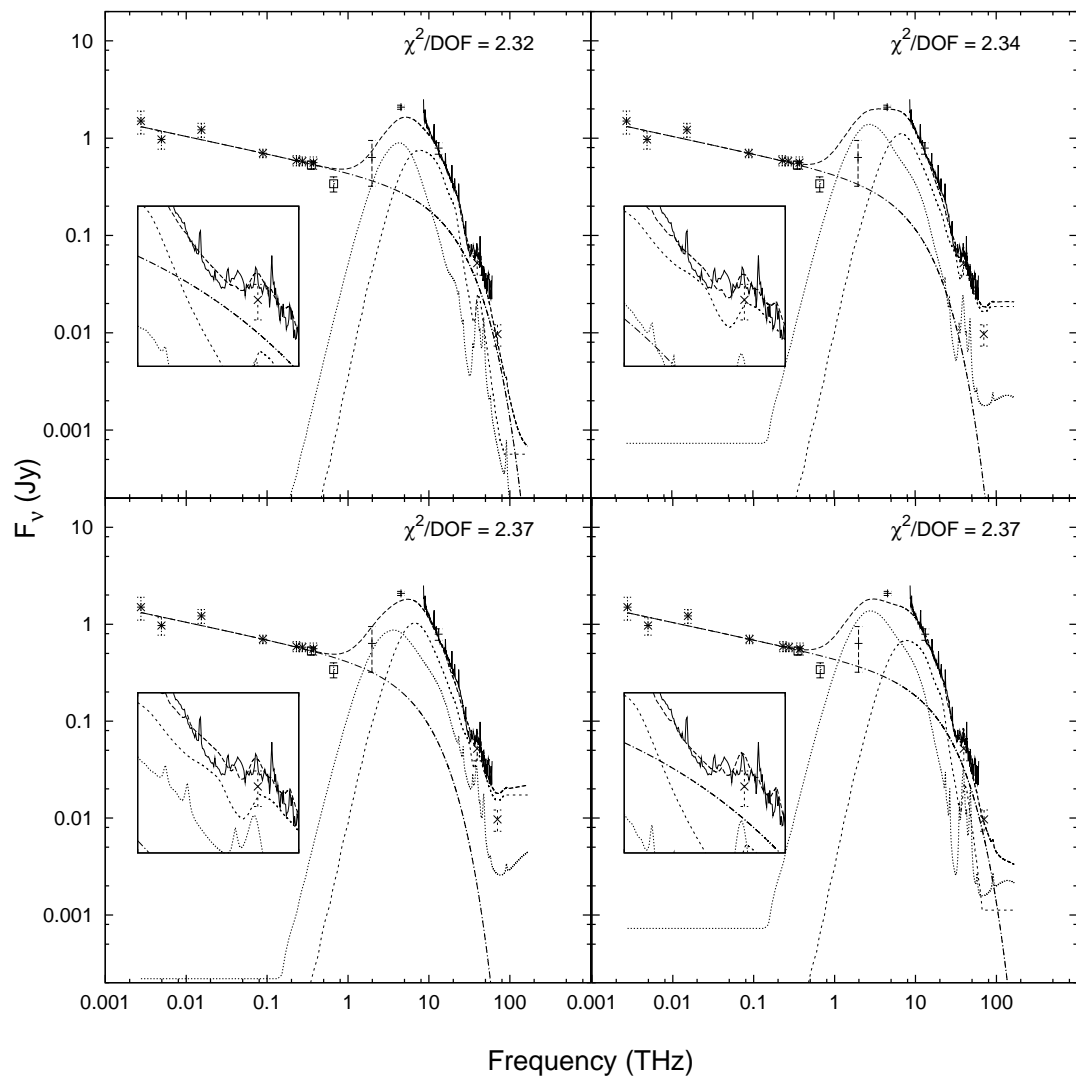 10
1
0.1
0.01
0.001
χ²/DOF = 2.32
χ²/DOF = 2.34
F_ν (Jy)
10
1
0.1
0.01
0.001
χ²/DOF = 2.37
χ²/DOF = 2.37
0.001 0.01 0.1 1 10 100 0.001 0.01 0.1 1 10 100
Frequency (THz)